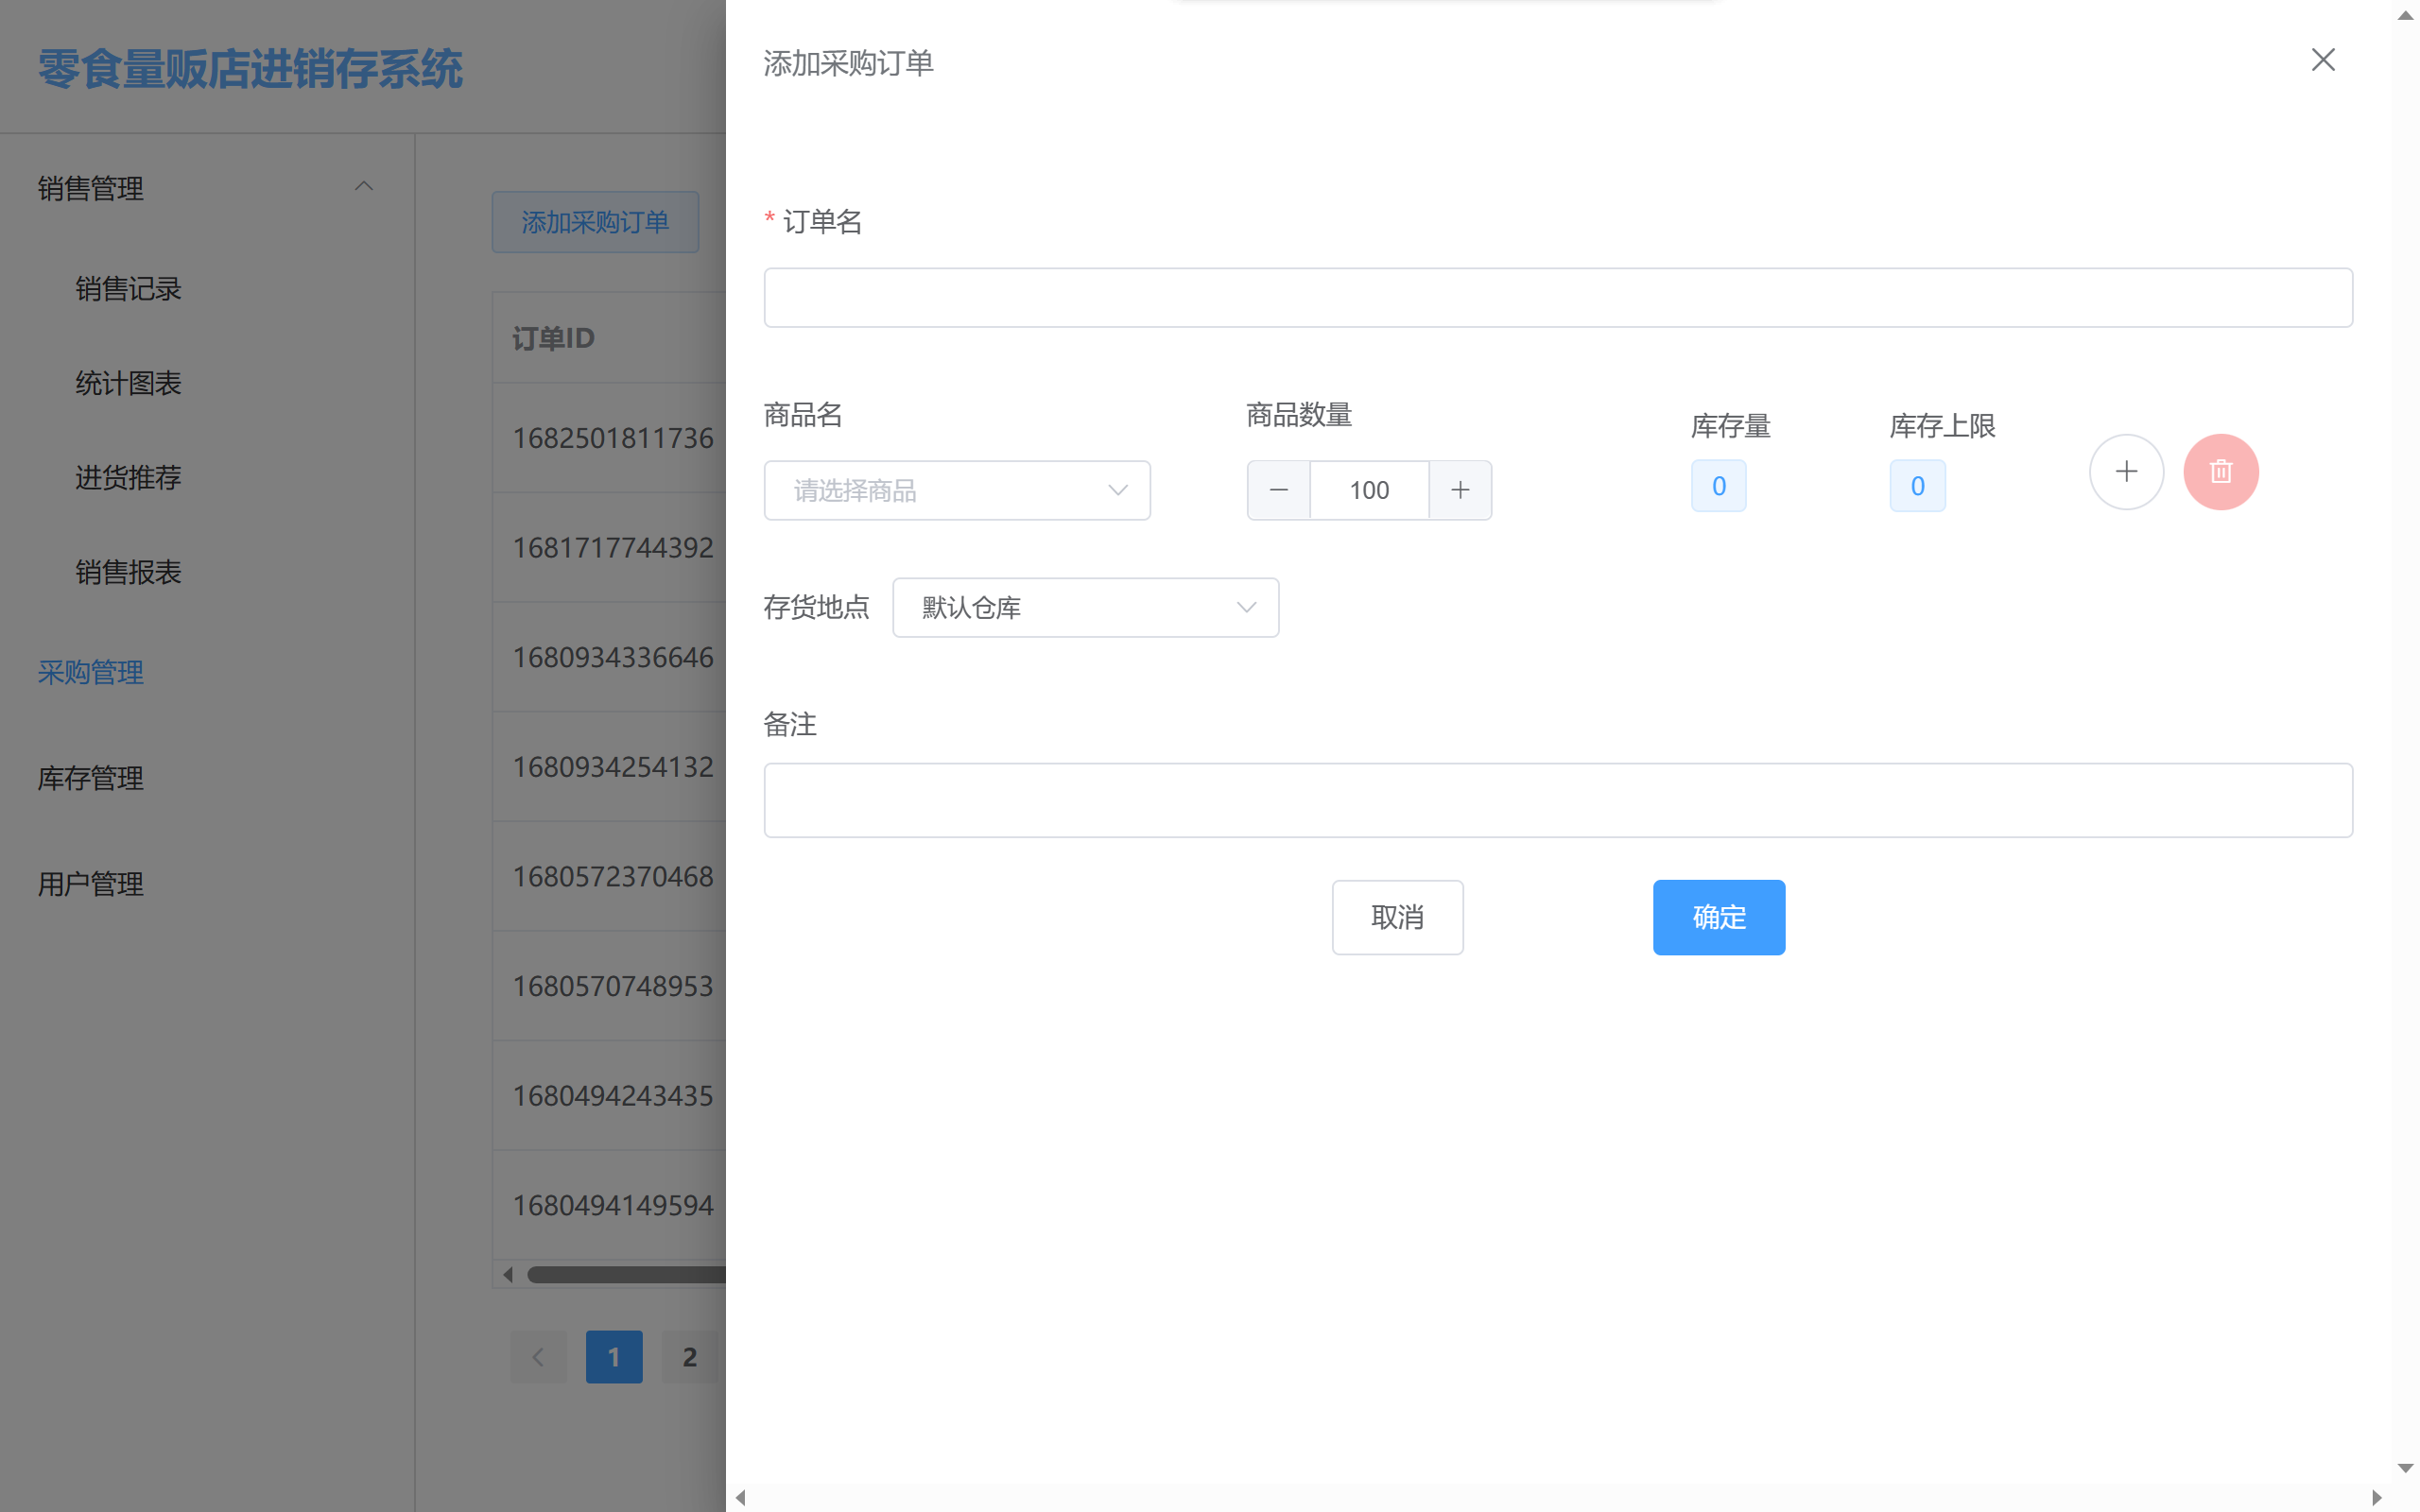 零食量贩店进销存系统
销售管理
销售记录
统计图表
进货推荐
销售报表
采购管理
库存管理
用户管理
添加采购订单
订单ID
1682501811736
1681717744392
1680934336646
1680934254132
1680572370468
1680570748953
1680494243435
1680494149594
1 2
添加采购订单
* 订单名
商品名 商品数量 库存量 库存上限
请选择商品 100 0 0
存货地点 默认仓库
备注
取消 确定